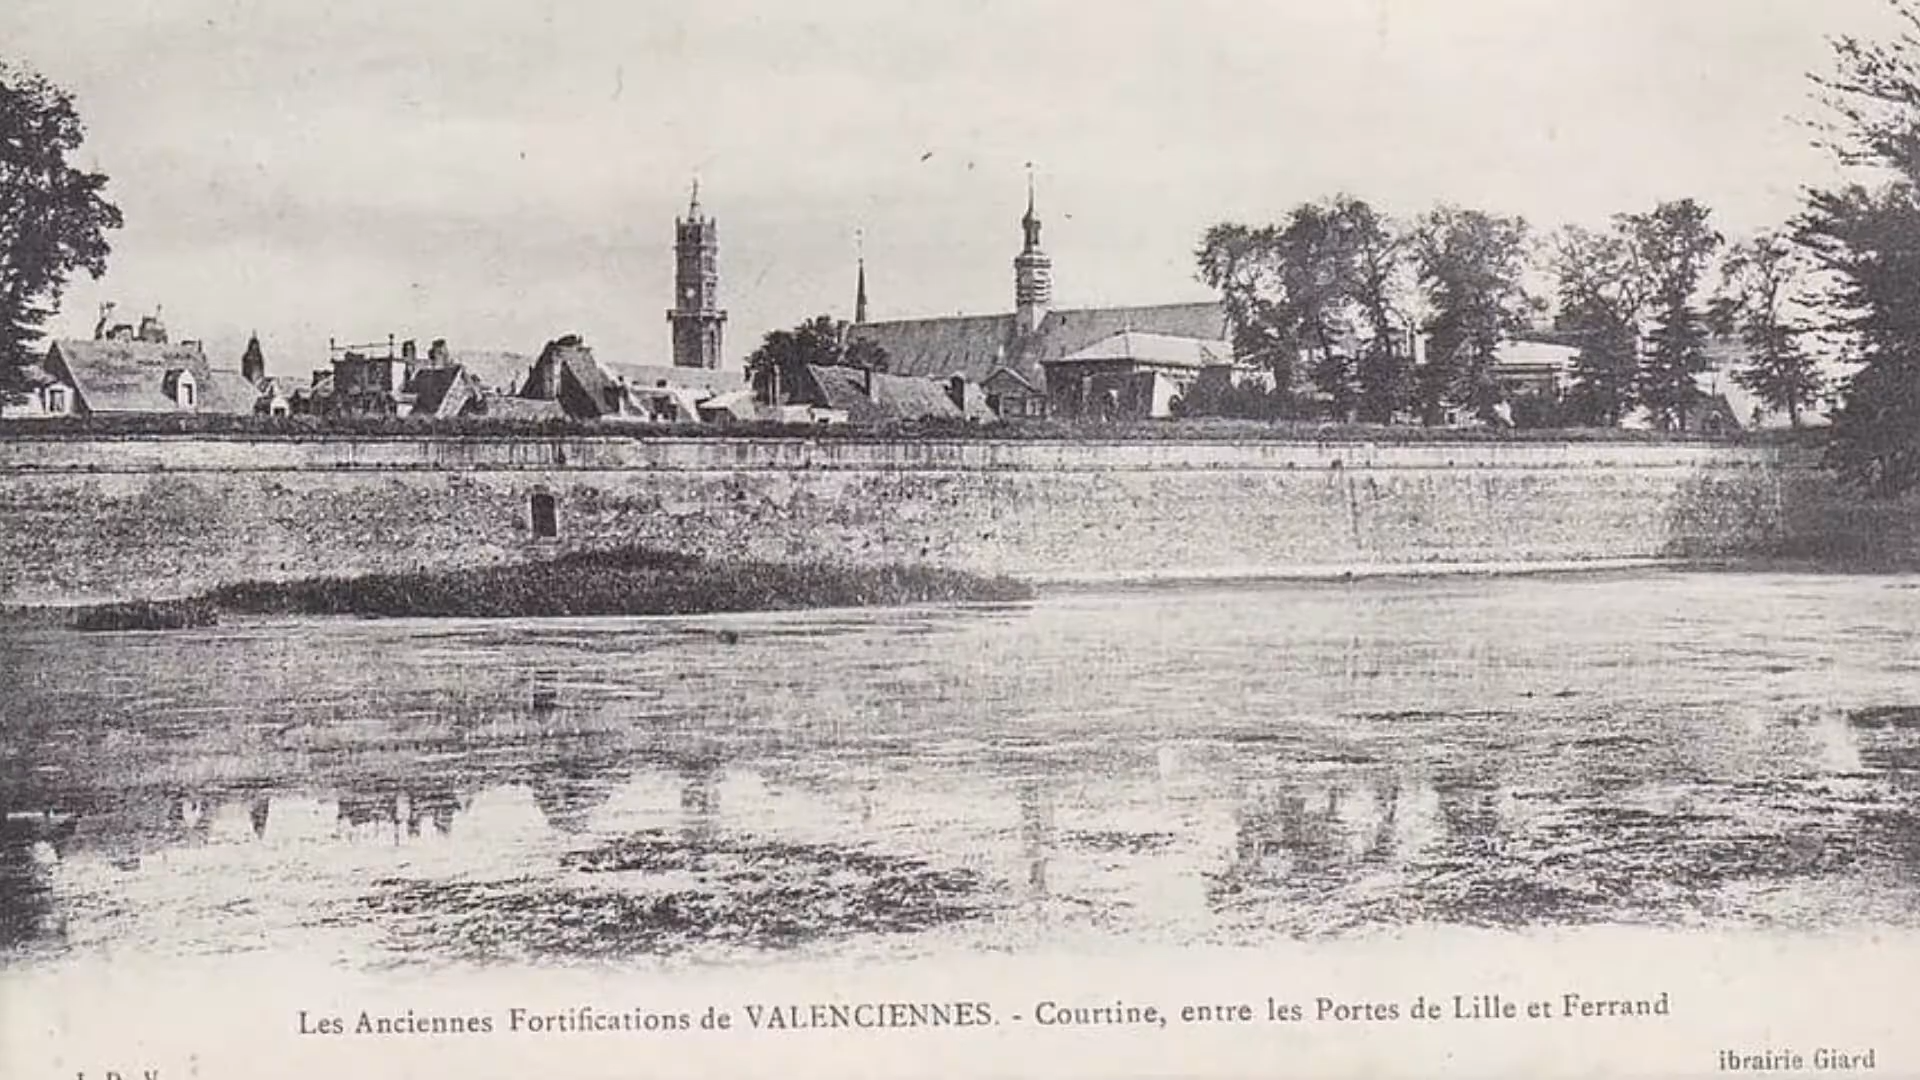 Les Anciennes Fortifications de VALENCIENNES. - Courtine, entre les Portes de Lille et Ferrand
ibrairie Giard